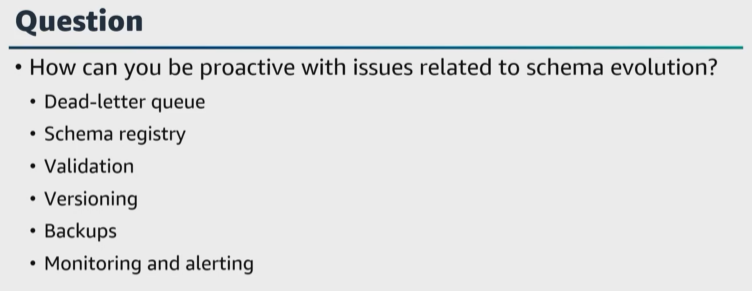 Question
• How can you be proactive with issues related to schema evolution?
• Dead-letter queue
• Schema registry
• Validation
• Versioning
• Backups
• Monitoring and alerting